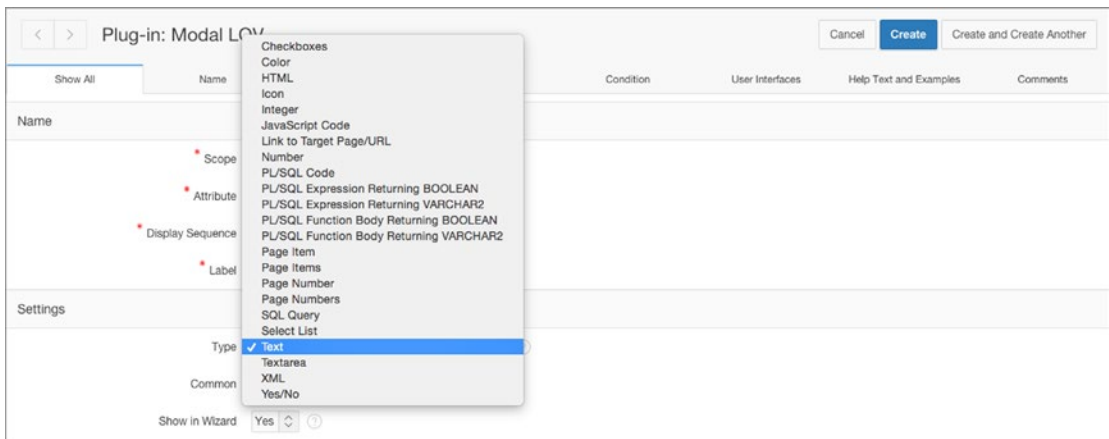 < > Plug-in: Modal LOV Cancel Create Create and Create Another
Show All Name Condition User Interfaces Help Text and Examples Comments
Name
* Scope
* Attribute
* Display Sequence
* Label
Settings
Type
Common
Show in Wizard Yes ?
Checkboxes
Color
HTML
Icon
Integer
JavaScript Code
Link to Target Page/URL
Number
PL/SQL Code
PL/SQL Expression Returning BOOLEAN
PL/SQL Expression Returning VARCHAR2
PL/SQL Function Body Returning BOOLEAN
PL/SQL Function Body Returning VARCHAR2
Page Item
Page Items
Page Number
Page Numbers
SQL Query
Select List
✓ Text
Textarea
XML
Yes/No